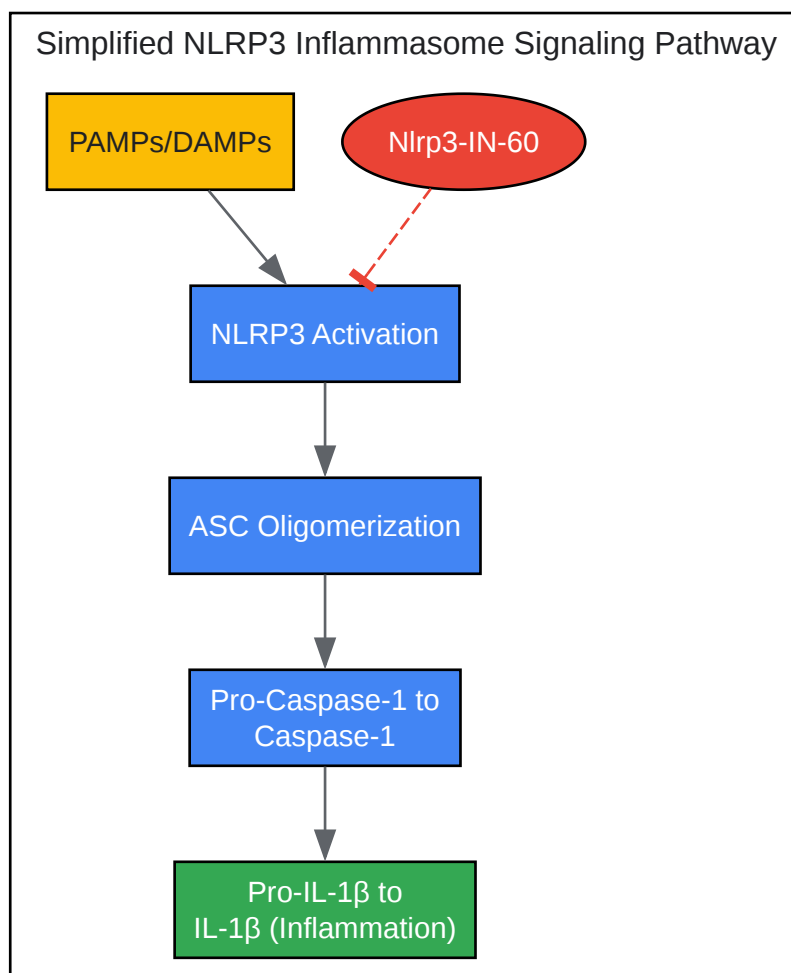 Simplified NLRP3 Inflammasome Signaling Pathway
PAMPs/DAMPs
Nlrp3-IN-60
NLRP3 Activation
ASC Oligomerization
Pro-Caspase-1 to
Caspase-1
Pro-IL-1β to
IL-1β (Inflammation)